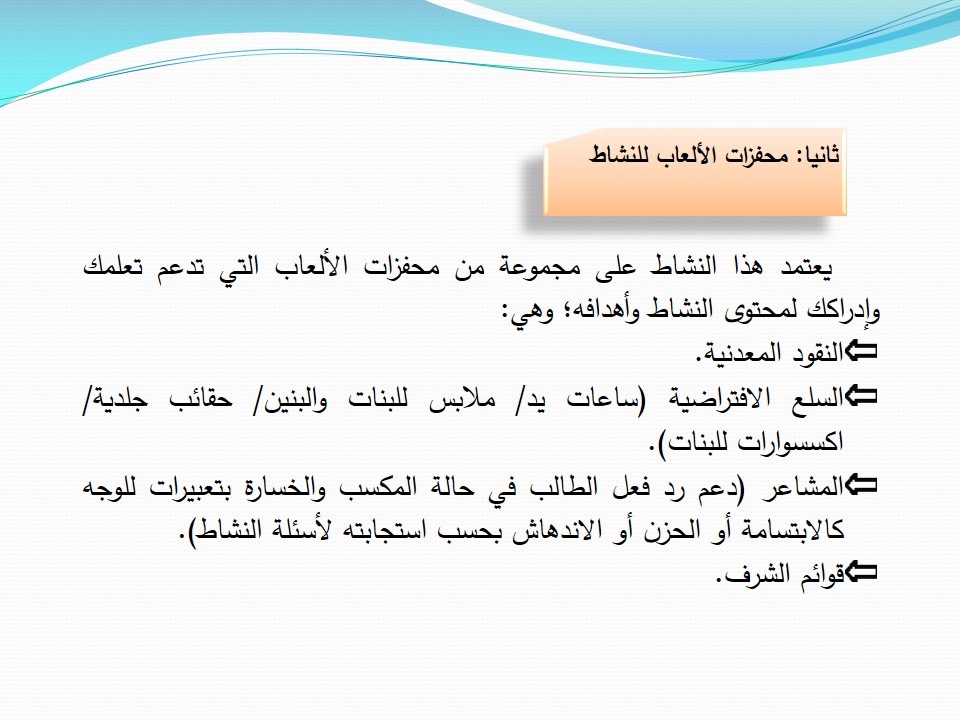 ثانيا: محفزات الألعاب للنشاط
يعتمد هذا النشاط على مجموعة من محفزات الألعاب التي تدعم تعلمك
وإدراكك لمحتوى النشاط وأهدافه؛ وهي:
⇦النقود المعدنية.
⇦السلع الافتراضية (ساعات يد/ ملابس للبنات والبنين/ حقائب جلدية/
اكسسوارات للبنات).
⇦المشاعر (دعم رد فعل الطالب في حالة المكسب والخسارة بتعبيرات للوجه
كالابتسامة أو الحزن أو الاندهاش بحسب استجابته لأسئلة النشاط).
⇦قوائم الشرف.